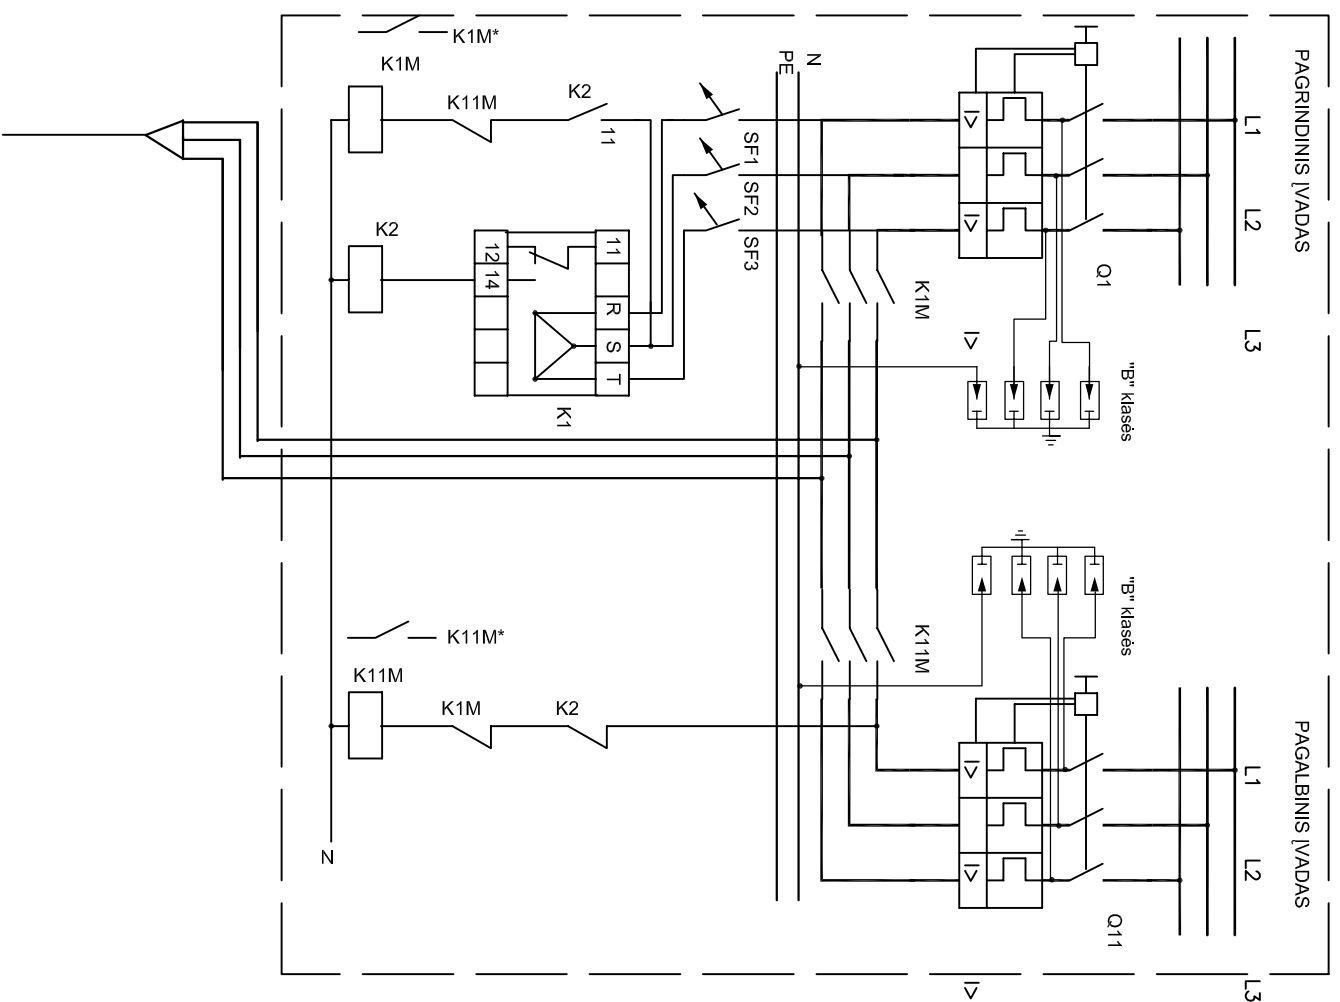 K1M*
K1M
K11M
K2
11
SF1
SF2
SF3
PE
N
K2
12
14
11
R
S
T
K1
K1M
I>
I>
I>
Q1
L1
L2
L3
PAGRINDINIS ĮVADAS
"B" klasės
"B" klasės
K11M*
K11M
K1M
K2
K11M
N
I>
I>
I>
Q11
L1
L2
L3
PAGALBINIS ĮVADAS